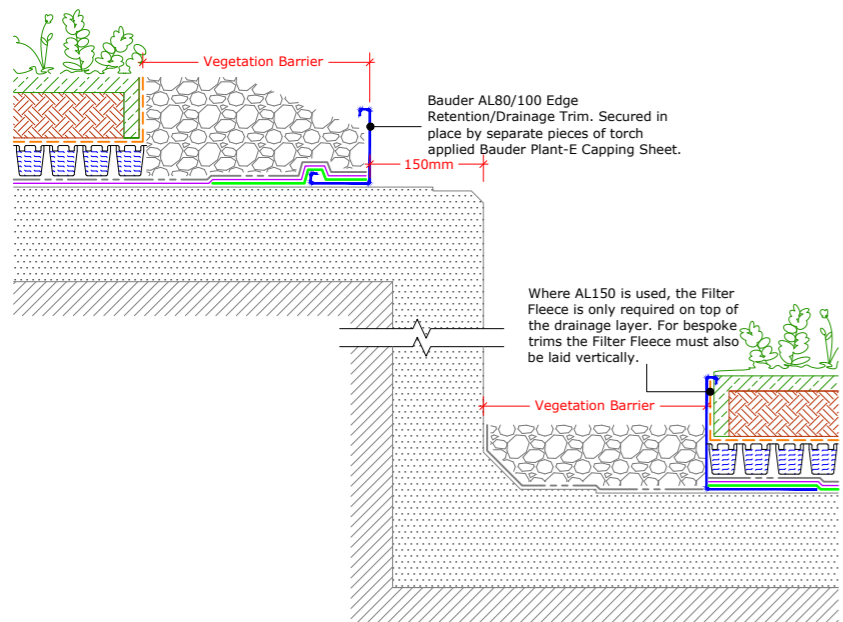 Vegetation Barrier
Bauder AL80/100 Edge
Retention/Drainage Trim. Secured in
place by separate pieces of torch
applied Bauder Plant-E Capping Sheet.
150mm
Where AL150 is used, the Filter
Fleece is only required on top of
the drainage layer. For bespoke
trims the Filter Fleece must also
be laid vertically.
Vegetation Barrier